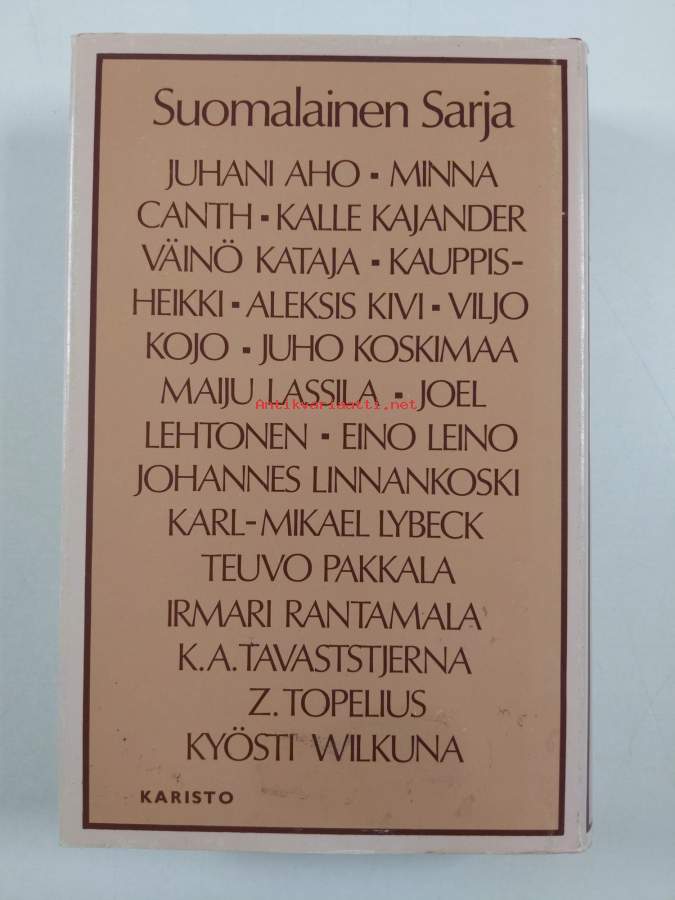 Suomalainen Sarja
JUHANI AHO ▪ MINNA
CANTH ▪ KALLE KAJANDER
VÄINÖ KATAJA ▪ KAUPPIS-
HEIKKI ▪ ALEKSIS KIVI ▪ VILJO
KOJO ▪ JUHO KOSKIMAA
MAIJU LASSILA ▪ JOEL
Antikvariaatti.net
LEHTONEN ▪ EINO LEINO
JOHANNES LINNANKOSKI
KARL-MIKAEL LYBECK
TEUVO PAKKALA
IRMARI RANTAMALA
K.A. TAVASTSTJERNA
Z. TOPELIUS
KYÖSTI WILKUNA
KARISTO